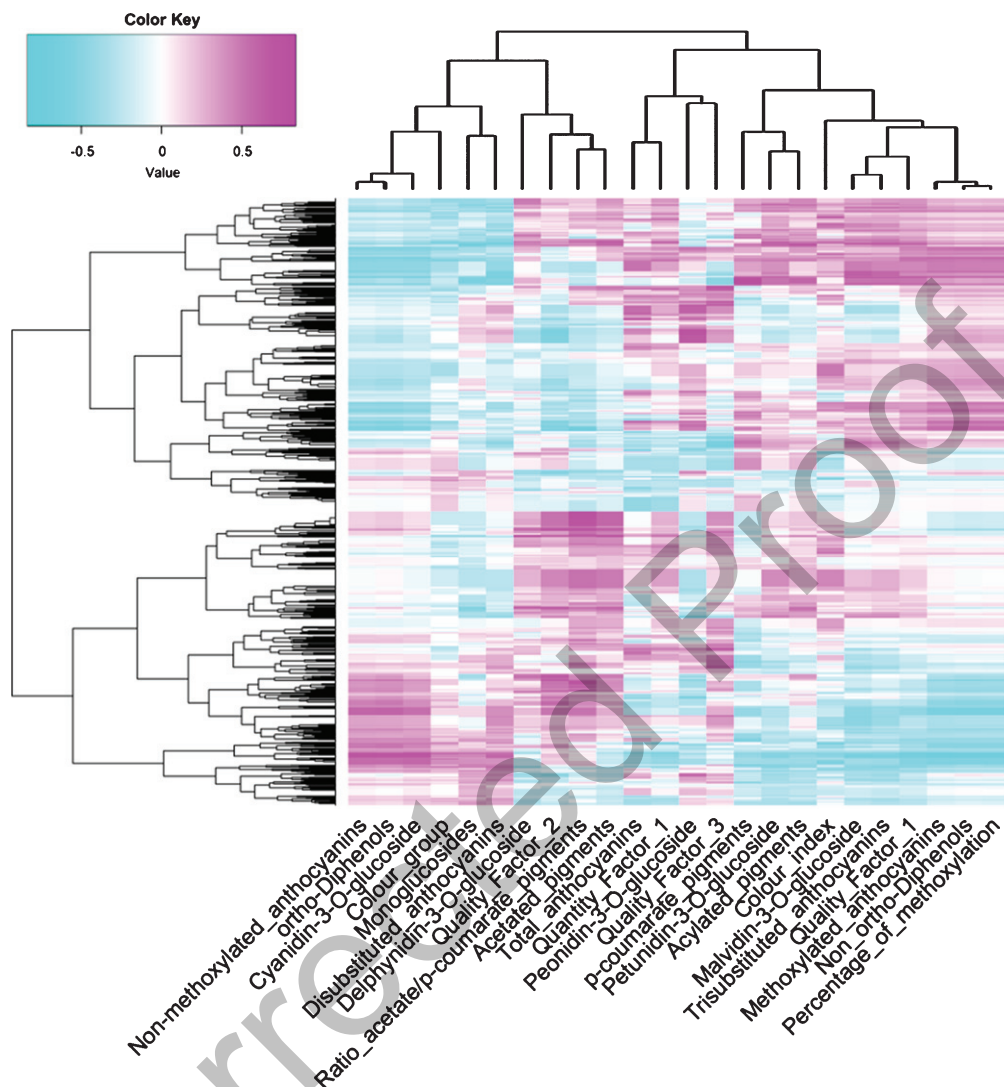 Color Key
-0.5 0 0.5
Value
Non-methoxylated_anthocyanins
ortho-Diphenols
Cyanidin-3-O-glucoside
Colour_group
Monoglucosides
Disubstituted_anthocyanins
Delphynidin-3-O-glucoside
Quality_Factor_2
Ratio_acetate/p-coumarate_pigments
Acetated_pigments
Total_anthocyanins
Quantity_Factor_1
Peonidin-3-O-glucoside
Quality_Factor_3
p-coumarate_pigments
Petunidin-3-O-glucoside
Acylated_pigments
Colour_index
Malvidin-3-O-glucoside
Trisubstituted_anthocyanins
Quality_Factor_1
Methoxylated_anthocyanins
Non_ortho-Diphenols
Percentage_of_methoxylation
rrected Proof